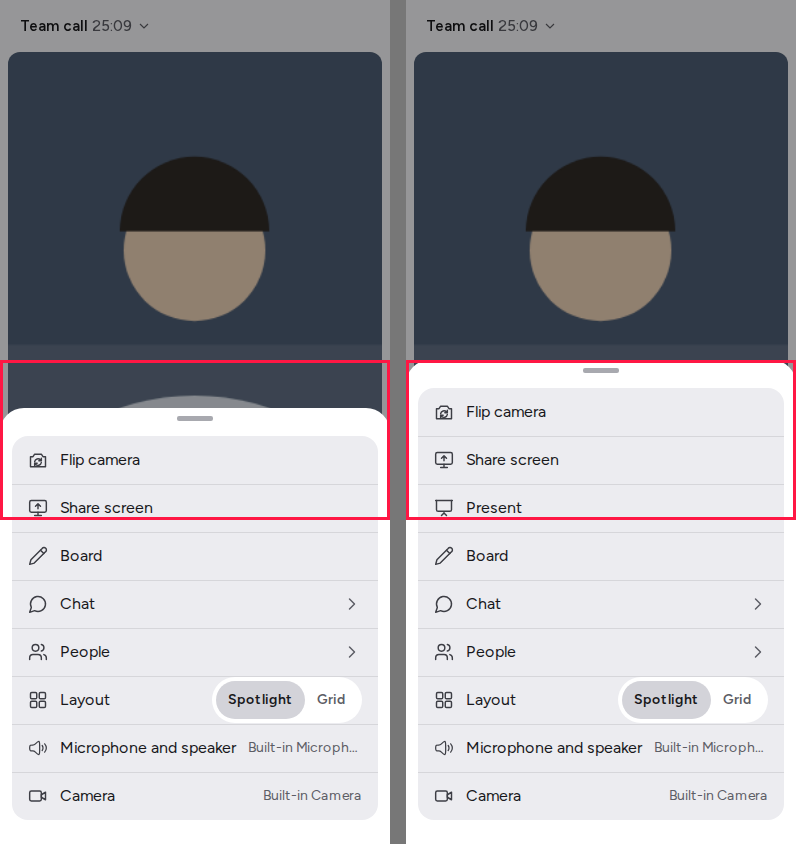 Team call 25:09
Flip camera
Share screen
Board
Chat
People
Layout Spotlight Grid
Microphone and speaker Built-in Microph...
Camera Built-in Camera
Team call 25:09
Flip camera
Share screen
Present
Board
Chat
People
Layout Spotlight Grid
Microphone and speaker Built-in Microph...
Camera Built-in Camera